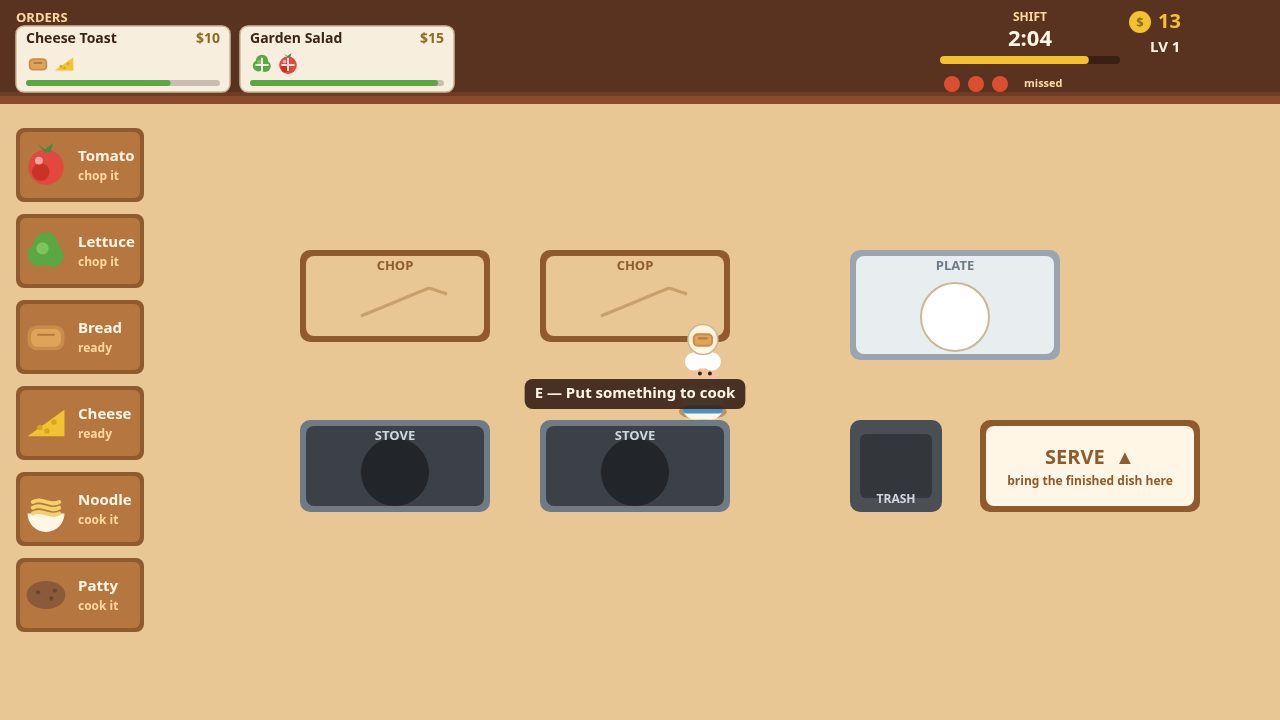 ORDERS
Cheese Toast $10
Garden Salad $15
SHIFT
2:04
$ 13
LV 1
missed
Tomato
chop it
Lettuce
chop it
Bread
ready
Cheese
ready
Noodle
cook it
Patty
cook it
CHOP
CHOP
PLATE
E — Put something to cook
STOVE
STOVE
TRASH
SERVE ▲
bring the finished dish here